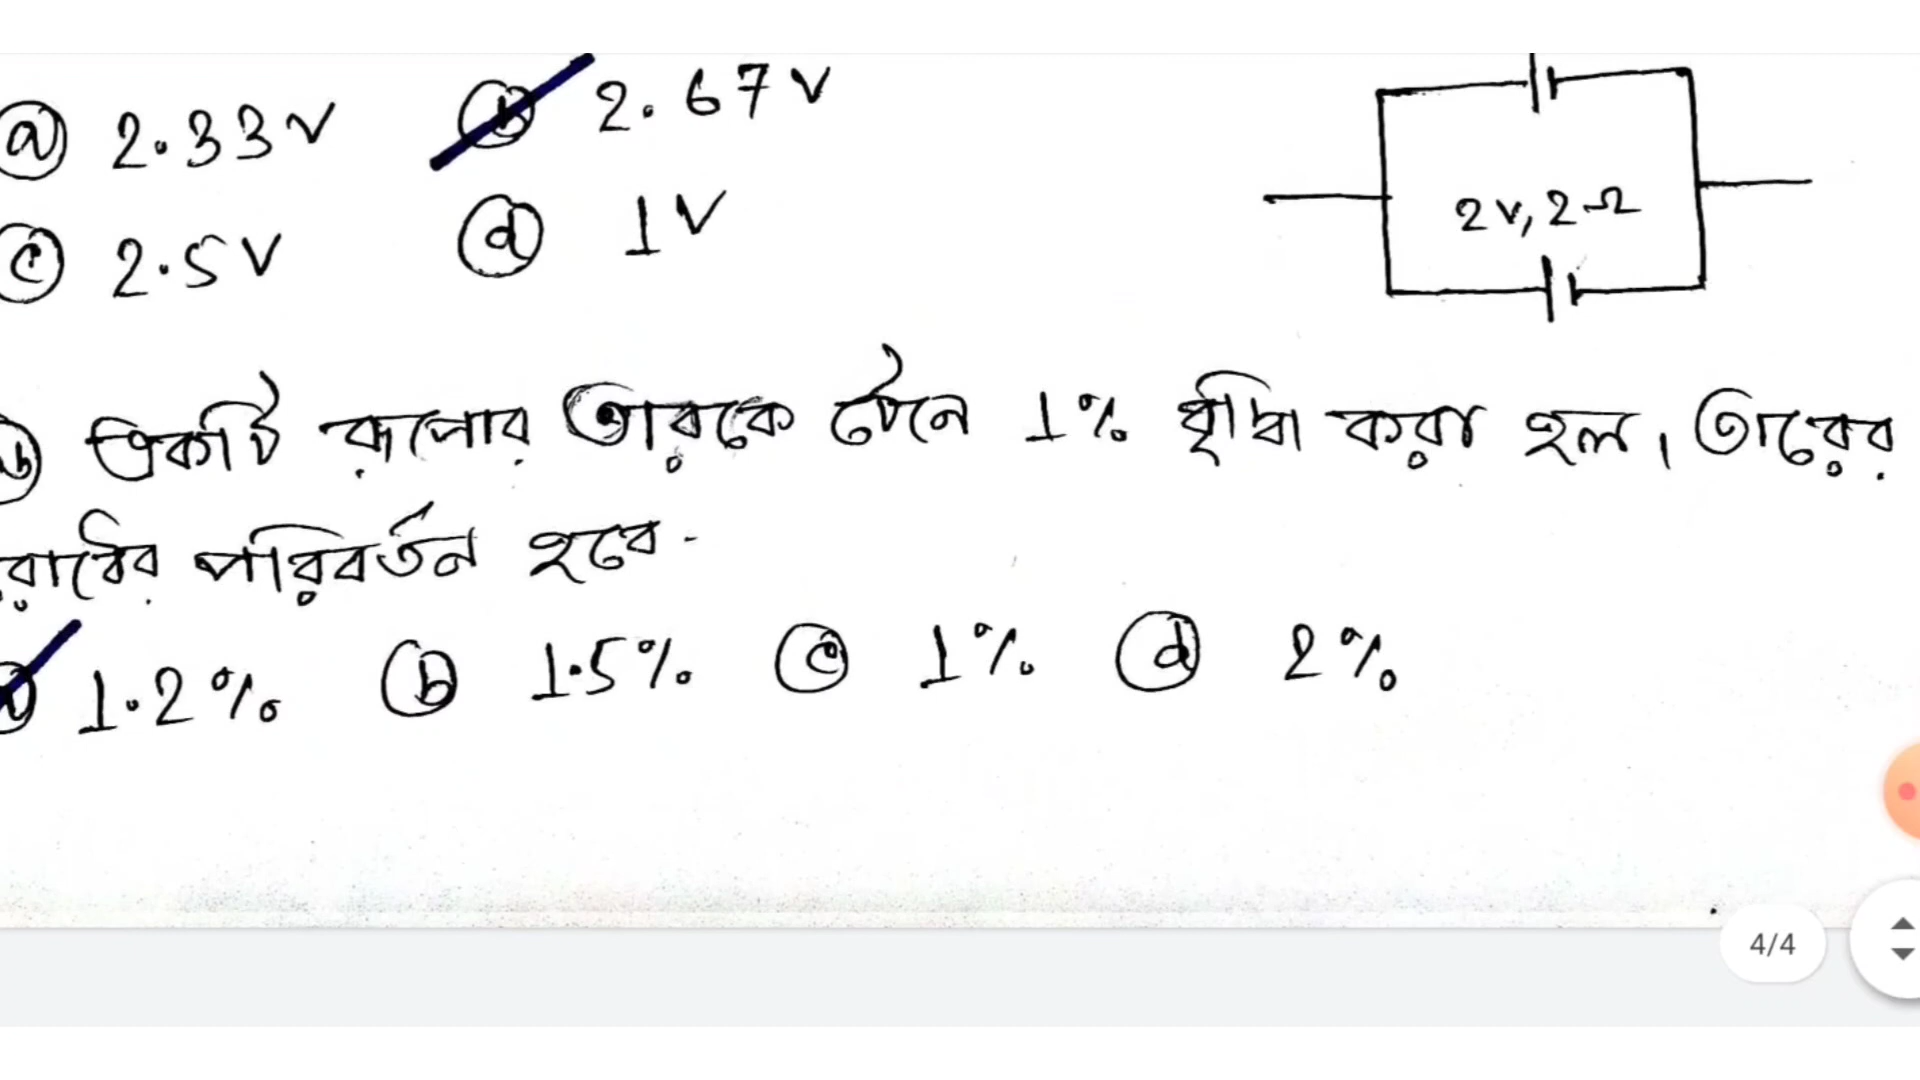 ⓐ 2.33V ⓑ 2.67V
ⓒ 2.5V ⓓ 1V
2V, 2Ω
একটি রূপোর তারকে টেনে 1% বৃদ্ধি করা হল। তারের
রোধের পরিবর্তন হবে -
1.2% ⓑ 1.5% ⓒ 1% ⓓ 2%
4/4